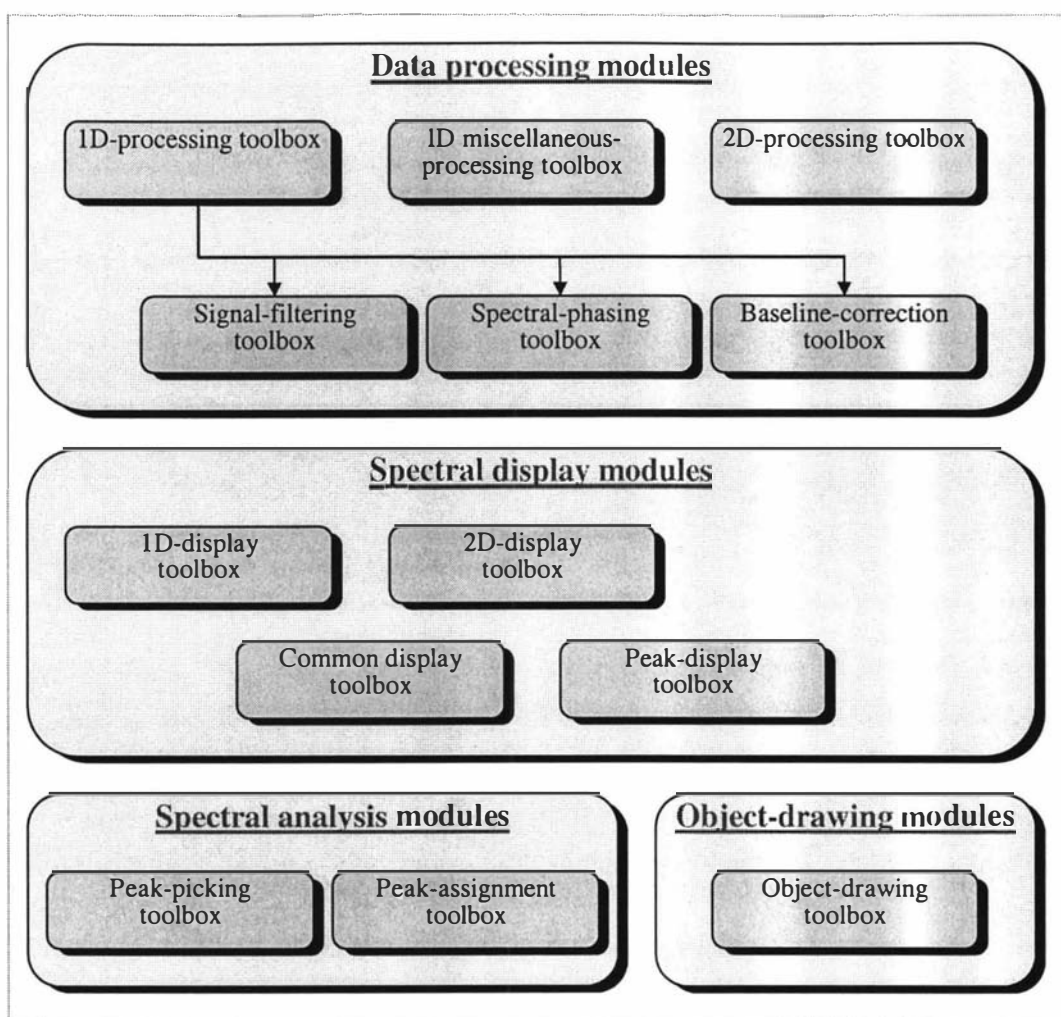 Data processing modules
1D-processing toolbox
1D miscellaneous-
processing toolbox
2D-processing toolbox
Signal-filtering
toolbox
Spectral-phasing
toolbox
Baseline-correction
toolbox
Spectral display modules
1D-display
toolbox
2D-display
toolbox
Common display
toolbox
Peak-display
toolbox
Spectral analysis modules
Peak-picking
toolbox
Peak-assignment
toolbox
Object-drawing modules
Object-drawing
toolbox